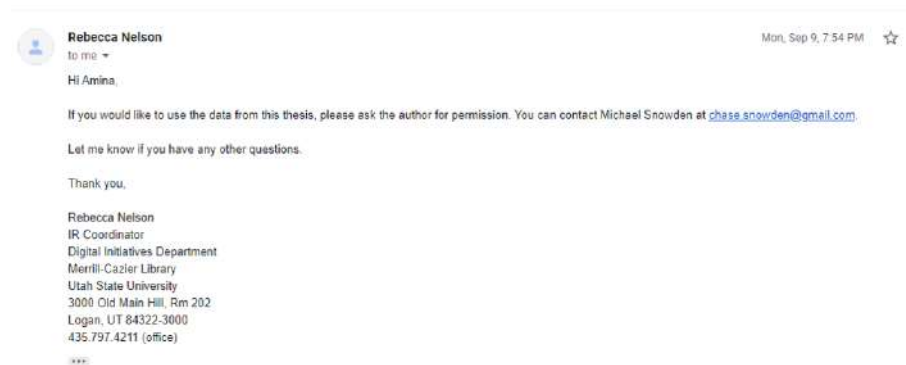 Rebecca Nelson
Mon, Sep 9, 7:54 PM
to me
Hi Amina,
If you would like to use the data from this thesis, please ask the author for permission. You can contact Michael Snowden at chase.snowden@gmail.com.
Let me know if you have any other questions.
Thank you,
Rebecca Nelson
IR Coordinator
Digital Initiatives Department
Merrill-Cazier Library
Utah State University
3000 Old Main Hill, Rm 202
Logan, UT 84322-3000
435.797.4211 (office)